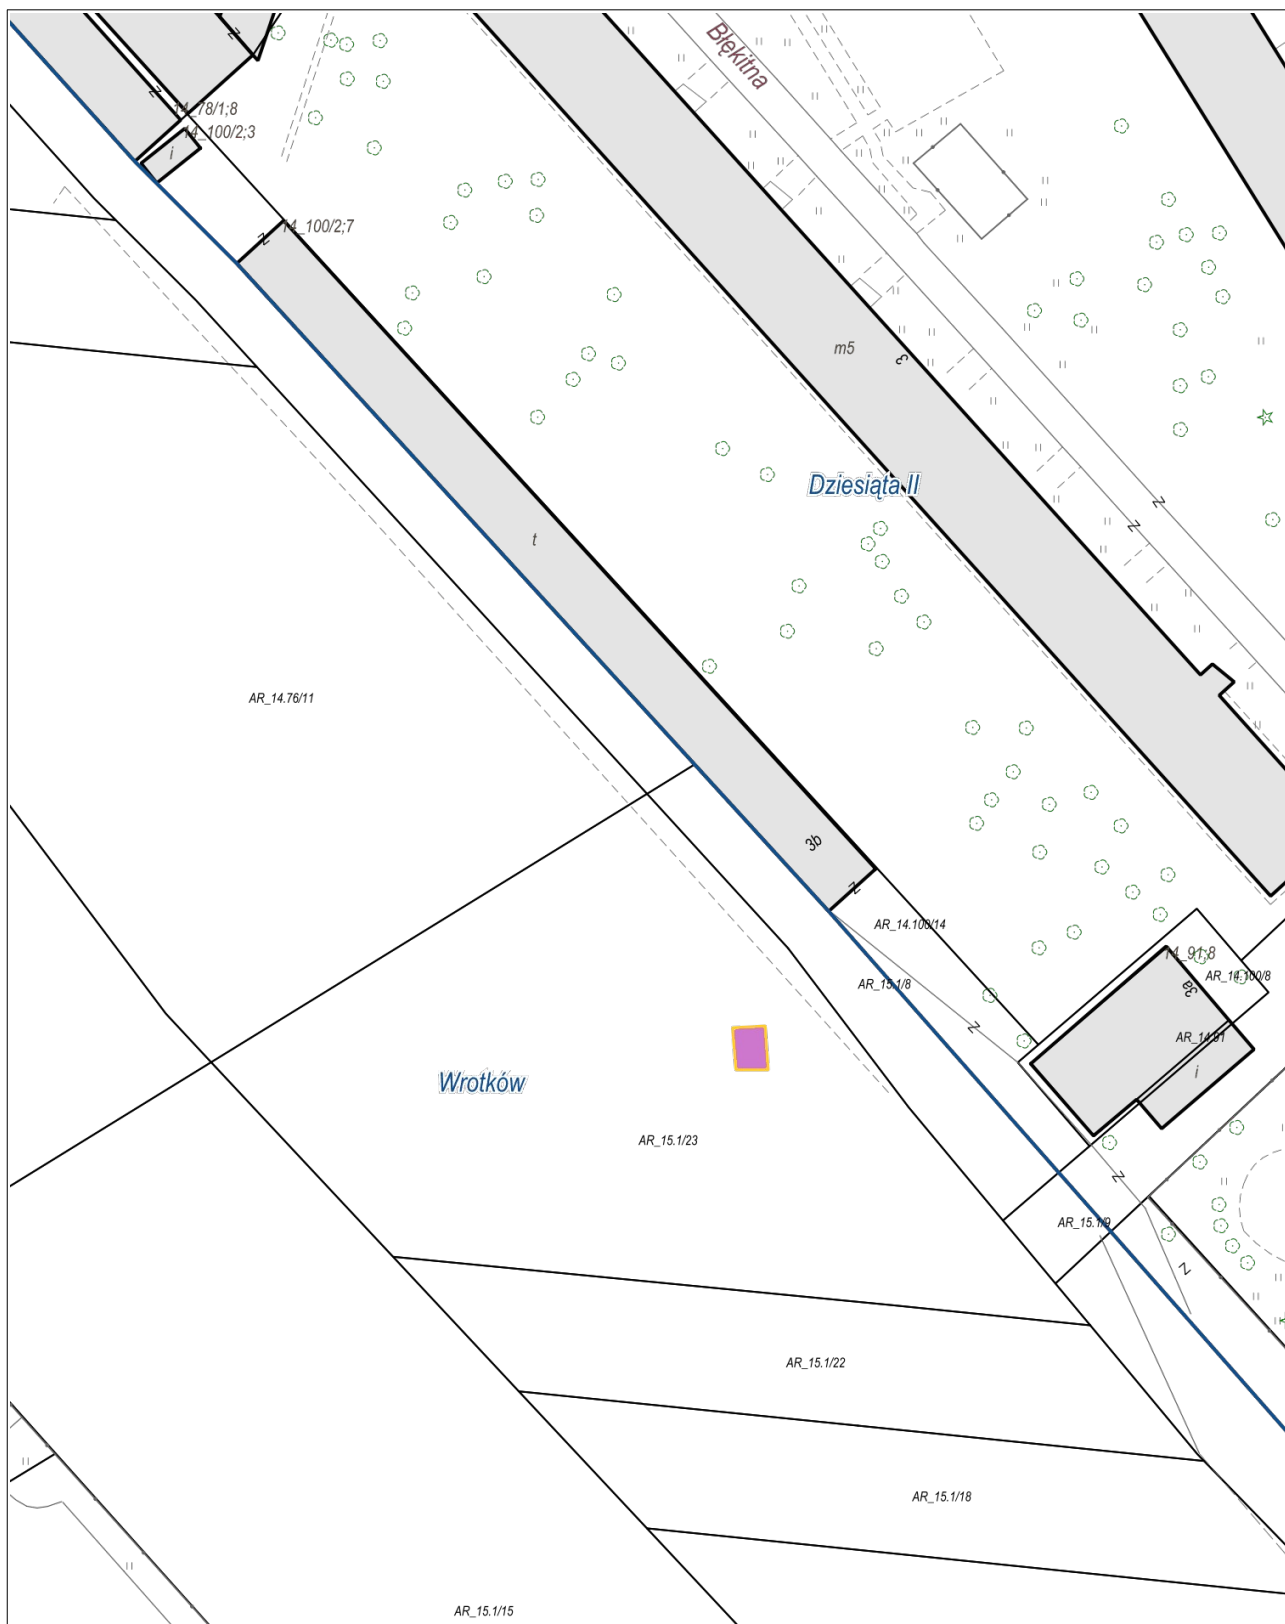 Błękitna
z
z
14_78/1;8
14_100/2;3
i
14_100/2;7
z
m5
3
Dziesiąta II
z
z
t
AR_14.76/11
3b
z
AR_14.100/14
14_91;8
AR_14.100/8
AR_15.1/8
3a
z
AR_14.91
Wrotków
i
AR_15.1/23
z
AR_15.1/9
z
AR_15.1/22
AR_15.1/18
AR_15.1/15